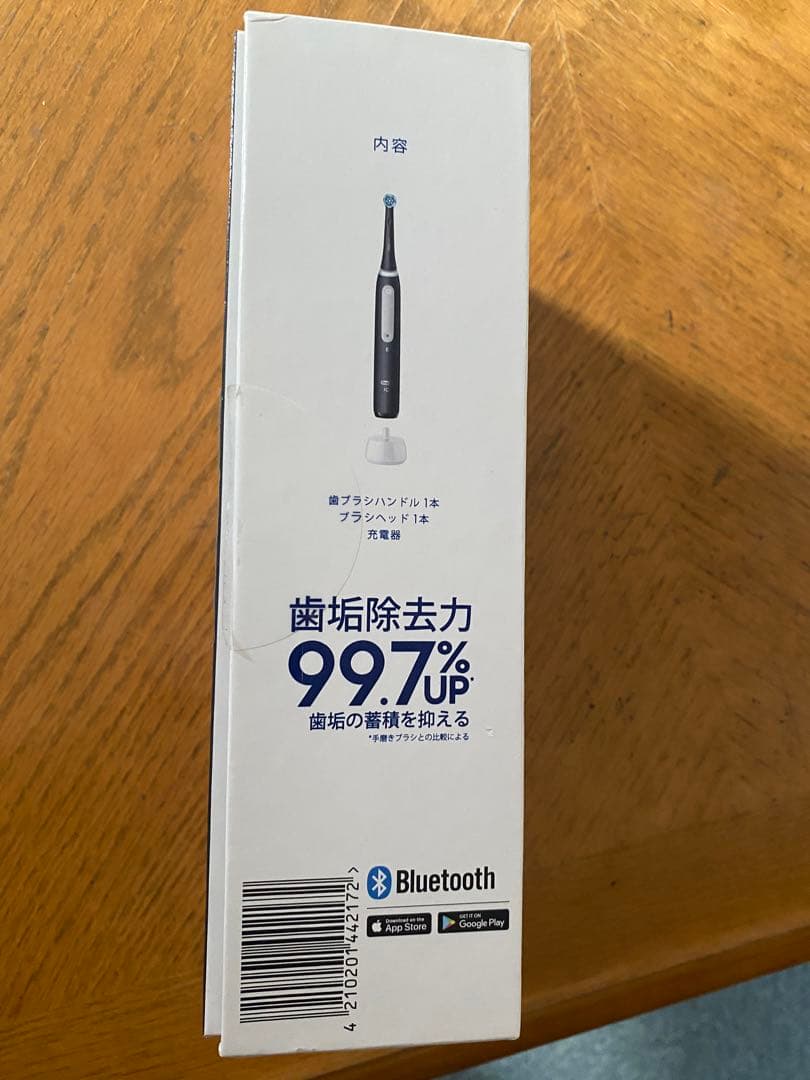 内容
歯ブラシハンドル 1本
ブラシヘッド 1本
充電器
歯垢除去力
99.7%UP*
歯垢の蓄積を抑える
*手磨きブラシとの比較による
Bluetooth
Download on the App Store
GET IT ON Google Play
4 210201 442172 >